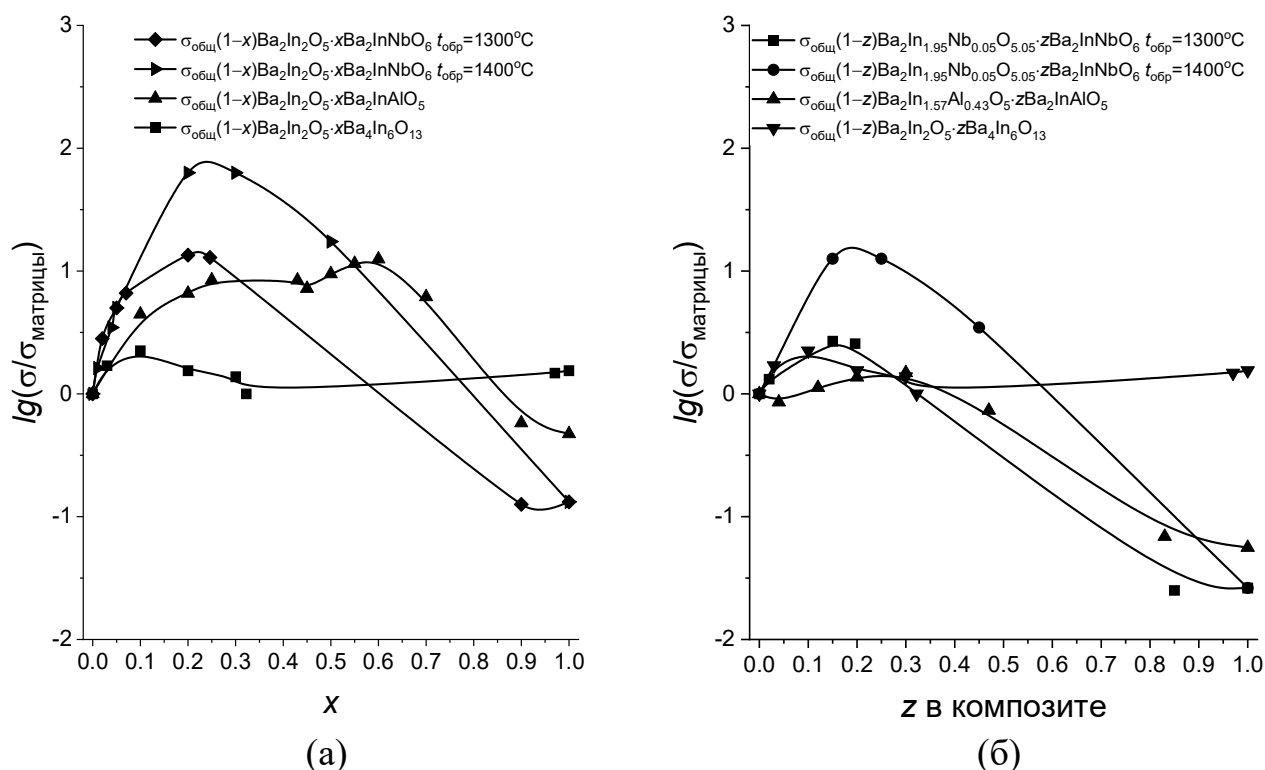 3
2
1
0
-1
-2
lg(σ/σматрицы)
σобщ(1−x)Ba2In2O5·xBa2InNbO6 tобр=1300oC
σобщ(1−x)Ba2In2O5·xBa2InNbO6 tобр=1400oC
σобщ(1−x)Ba2In2O5·xBa2InAlO5
σобщ(1−x)Ba2In2O5·xBa4In6O13
0.0 0.1 0.2 0.3 0.4 0.5 0.6 0.7 0.8 0.9 1.0
x
(а)
3
2
1
0
-1
-2
lg(σ/σматрицы)
σобщ(1−z)Ba2In1.95Nb0.05O5.05·zBa2InNbO6 tобр=1300oC
σобщ(1−z)Ba2In1.95Nb0.05O5.05·zBa2InNbO6 tобр=1400oC
σобщ(1−z)Ba2In1.57Al0.43O5·zBa2InAlO5
σобщ(1−z)Ba2In2O5·zBa4In6O13
0.0 0.1 0.2 0.3 0.4 0.5 0.6 0.7 0.8 0.9 1.0
z в композите
(б)